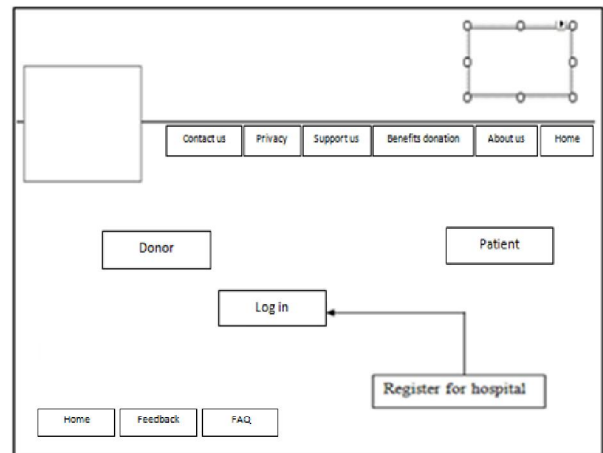 Contact us
Privacy
Support us
Benefits donation
About us
Home
Donor
Patient
Log in
Register for hospital
Home
Feedback
FAQ